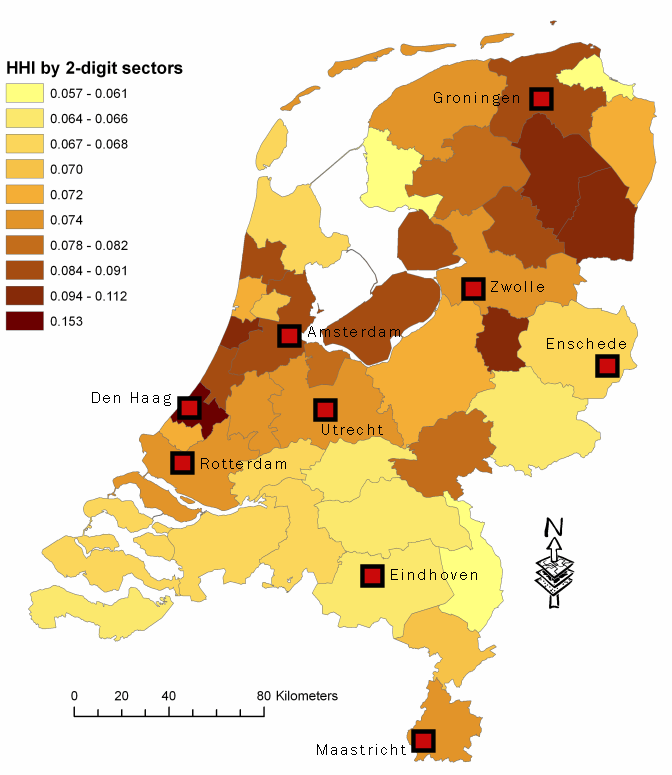 HHI by 2-digit sectors
0.057 - 0.061
0.064 - 0.066
0.067 - 0.068
0.070
0.072
0.074
0.078 - 0.082
0.084 - 0.091
0.094 - 0.112
0.153
Groningen
Zwolle
Amsterdam
Enschede
Den Haag
Utrecht
Rotterdam
N
Eindhoven
0 20 40 80 Kilometers
Maastricht